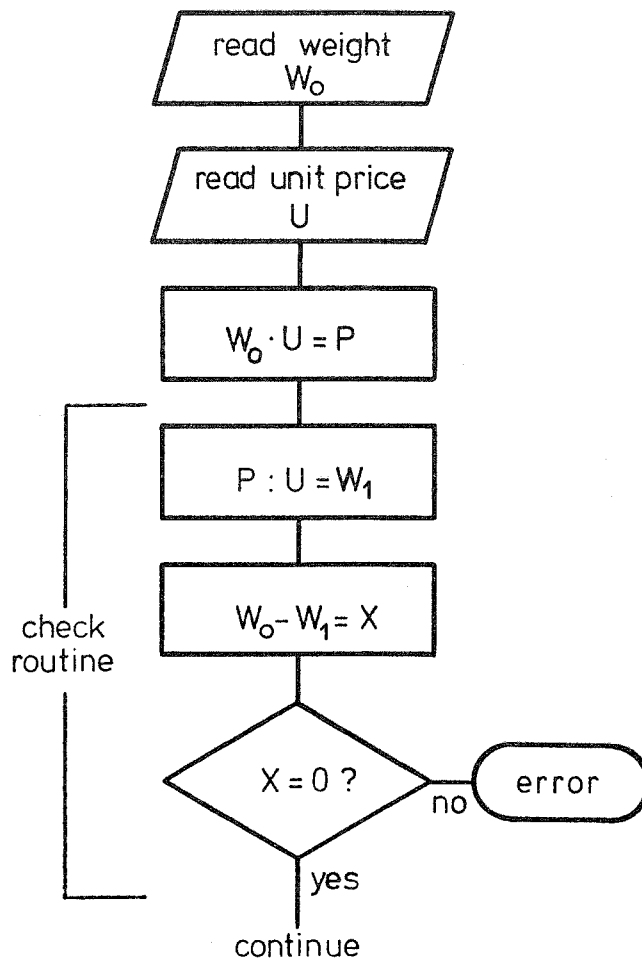 read weight
W₀
read unit price
U
W₀ · U = P
P : U = W₁
W₀ - W₁ = X
check
routine
X = 0 ?
no
error
yes
continue